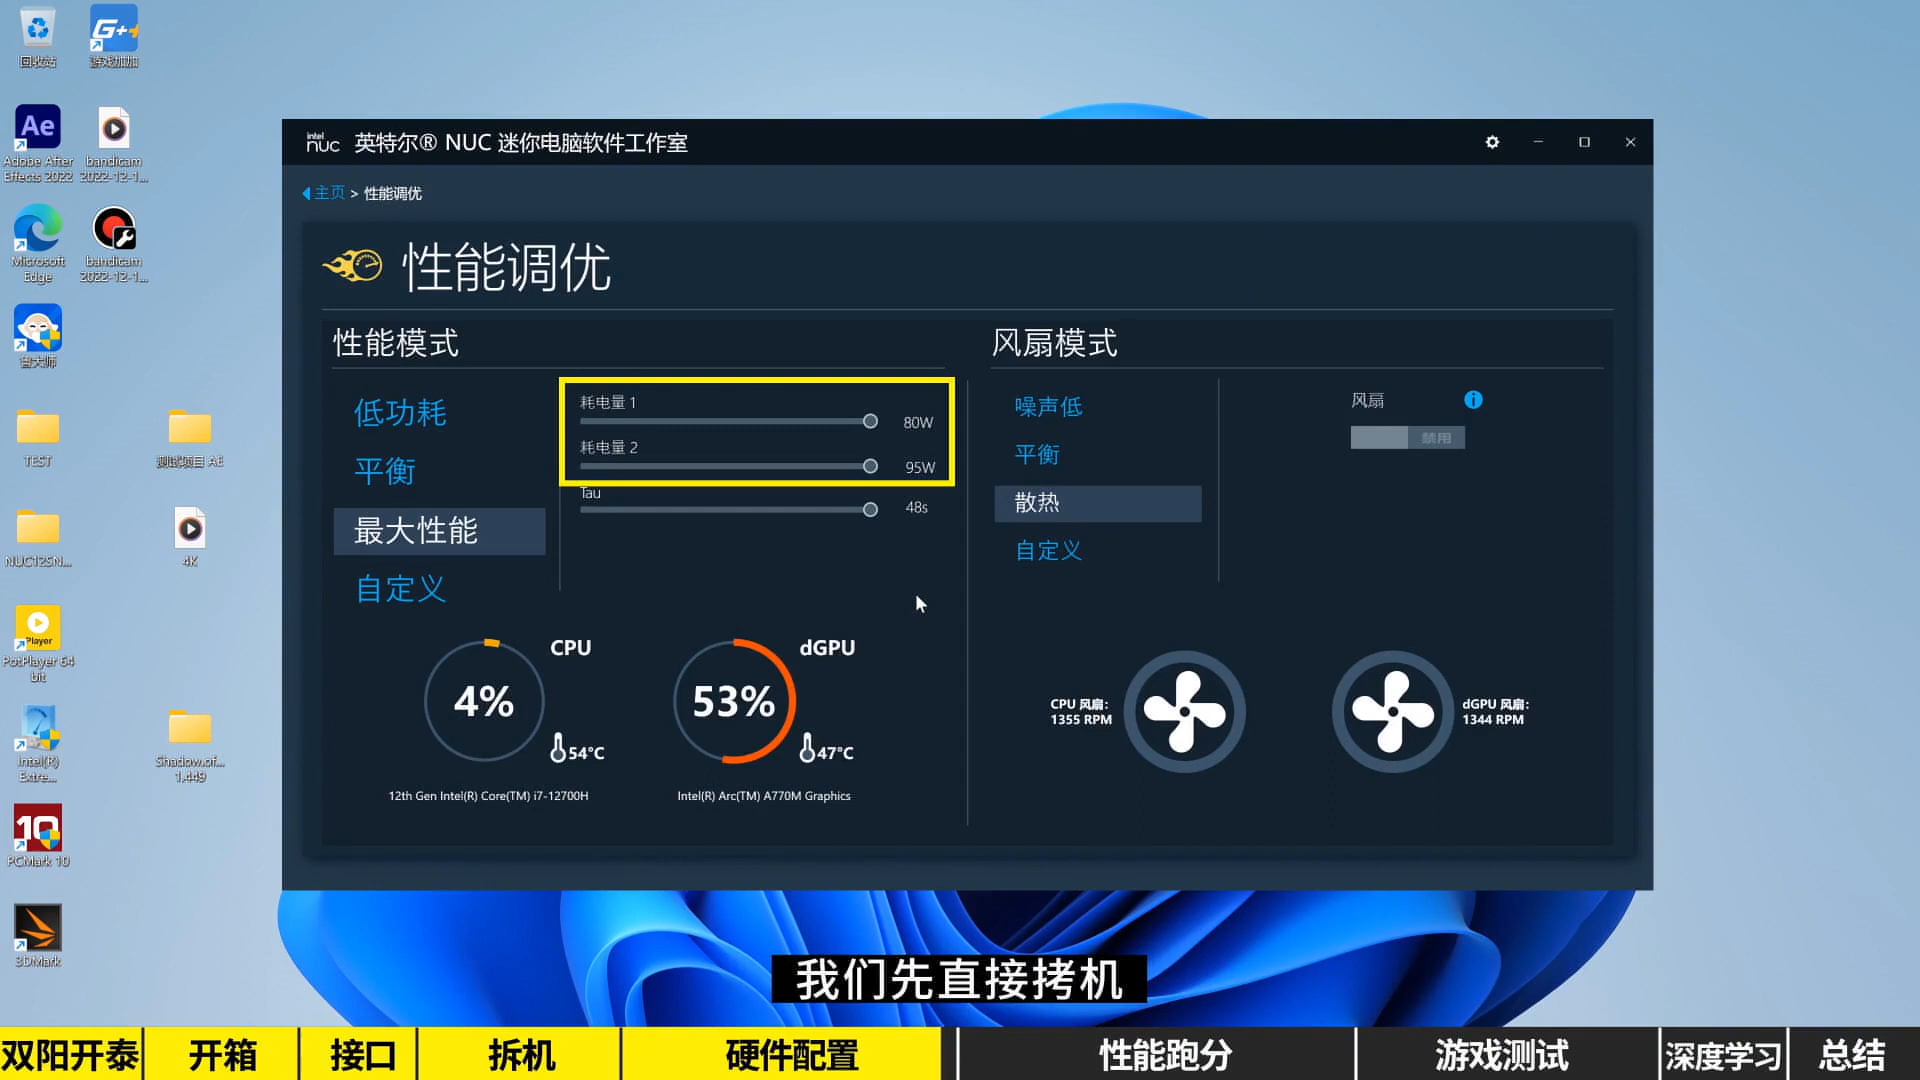 回收站
游戏加加
Ae
Adobe After
Effects 2022
bandicam
2022-12-1...
Microsoft
Edge
bandicam
2022-12-1...
鲁大师
TEST
测试项目 AE
NUC12SN...
4K
Player
PotPlayer 64
bit
Intel(R)
Extre...
Shadow.of...
1.449
10
PCMark 10
3DMark
intel
nuc
英特尔® NUC 迷你电脑软件工作室
主页 > 性能调优
性能调优
性能模式
低功耗
平衡
最大性能
自定义
耗电量 1
80W
耗电量 2
95W
Tau
48s
风扇模式
噪声低
平衡
散热
自定义
风扇
禁用
CPU
4%
54°C
12th Gen Intel(R) Core(TM) i7-12700H
dGPU
53%
47°C
Intel(R) Arc(TM) A770M Graphics
CPU 风扇:
1355 RPM
dGPU 风扇:
1344 RPM
我们先直接拷机
双阳开泰 开箱 接口 拆机 硬件配置 性能跑分 游戏测试 深度学习 总结